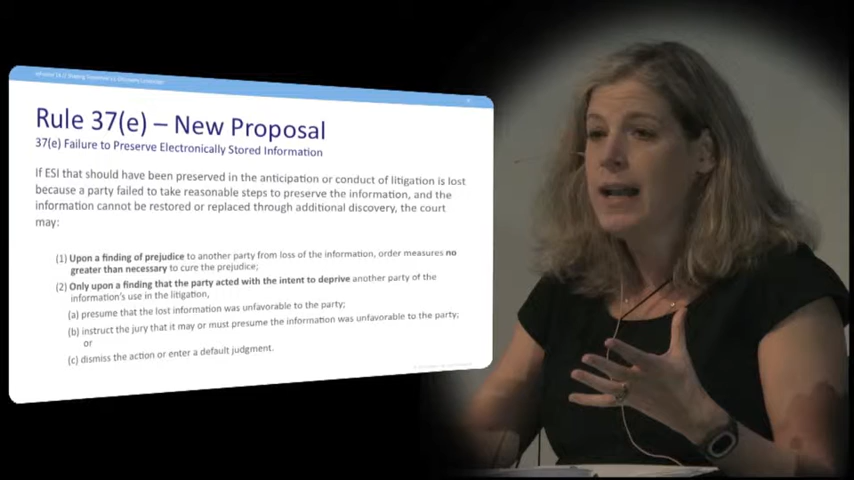 Rule 37(e) – New Proposal
37(e) Failure to Preserve Electronically Stored Information
If ESI that should have been preserved in the anticipation or conduct of litigation is lost
because a party failed to take reasonable steps to preserve the information, and the
information cannot be restored or replaced through additional discovery, the court
may:
(1) Upon a finding of prejudice to another party from loss of the information, order measures no
greater than necessary to cure the prejudice;
(2) Only upon a finding that the party acted with the intent to deprive another party of the
information's use in the litigation,
(a) presume that the lost information was unfavorable to the party;
(b) instruct the jury that it may or must presume the information was unfavorable to the party;
or
(c) dismiss the action or enter a default judgment.